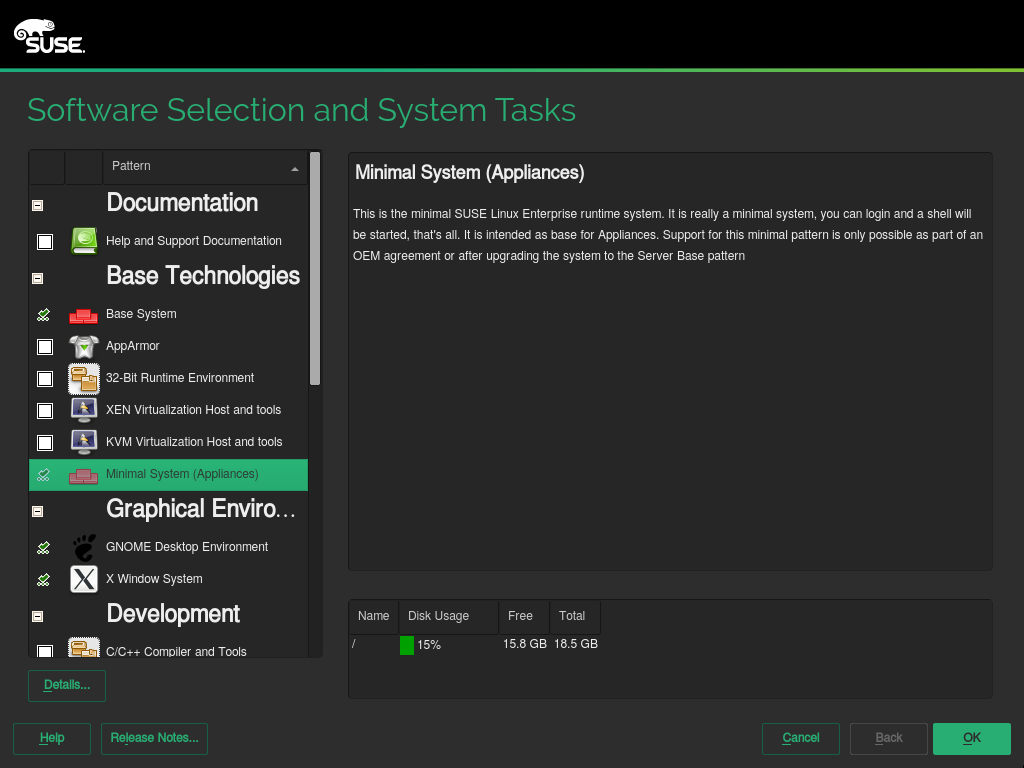 SUSE.
Software Selection and System Tasks
Pattern
Documentation
Help and Support Documentation
Base Technologies
Base System
AppArmor
32-Bit Runtime Environment
XEN Virtualization Host and tools
KVM Virtualization Host and tools
Minimal System (Appliances)
Graphical Enviro…
GNOME Desktop Environment
X Window System
Development
C/C++ Compiler and Tools
Details...
Minimal System (Appliances)
This is the minimal SUSE Linux Enterprise runtime system. It is really a minimal system, you can login and a shell will
be started, that's all. It is intended as base for Appliances. Support for this minimal pattern is only possible as part of an
OEM agreement or after upgrading the system to the Server Base pattern
Name Disk Usage Free Total
/ 15% 15.8 GB 18.5 GB
Help Release Notes... Cancel Back OK